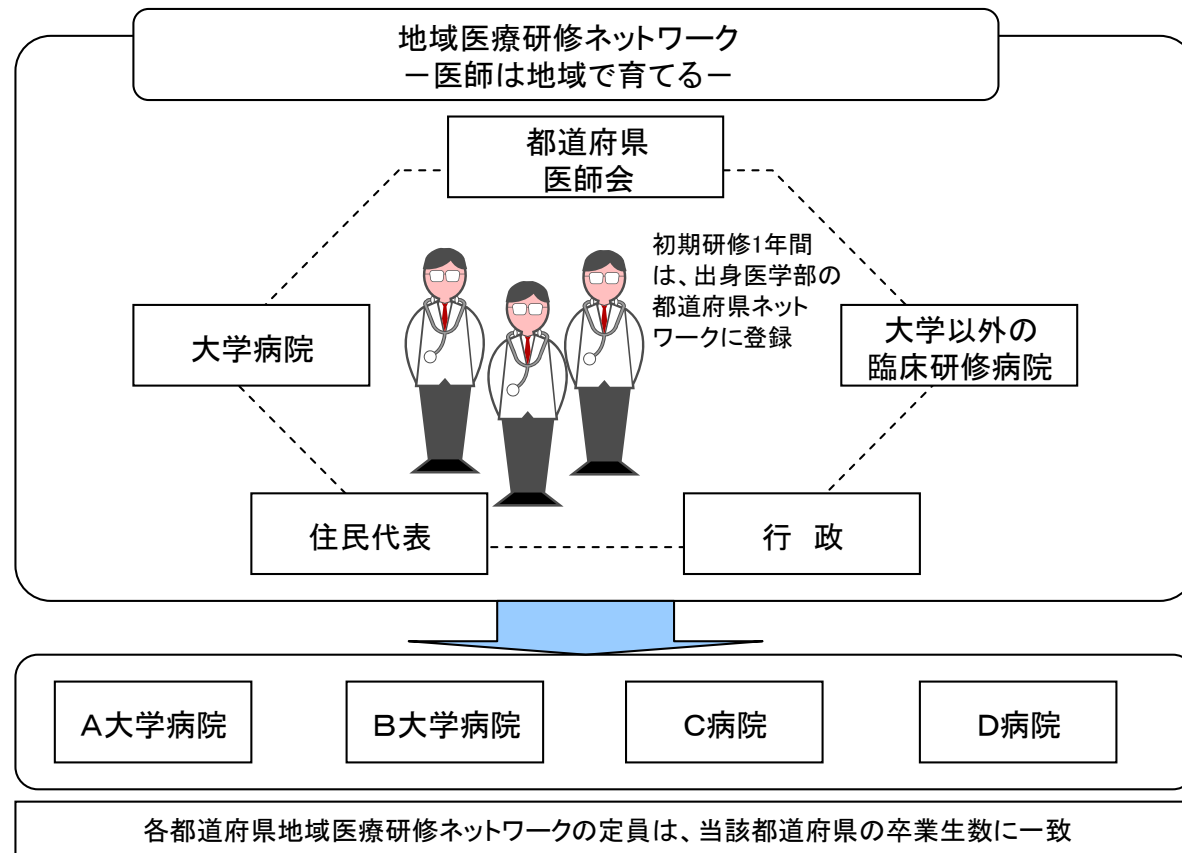 地域医療研修ネットワーク
－医師は地域で育てる－
都道府県
医師会
初期研修1年間
は、出身医学部の
都道府県ネット
ワークに登録
大学病院
大学以外の
臨床研修病院
住民代表
行 政
A大学病院
B大学病院
C病院
D病院
各都道府県地域医療研修ネットワークの定員は、当該都道府県の卒業生数に一致